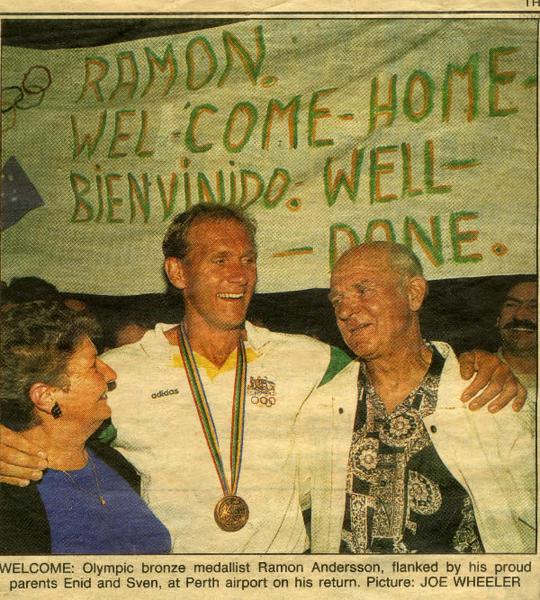 TH
RAMON.
WEL COME-HOME-
BiENViNiDO: WELL-
-DONE.
adidas
WELCOME: Olympic bronze medallist Ramon Andersson, flanked by his proud
parents Enid and Sven, at Perth airport on his return. Picture: JOE WHEELER